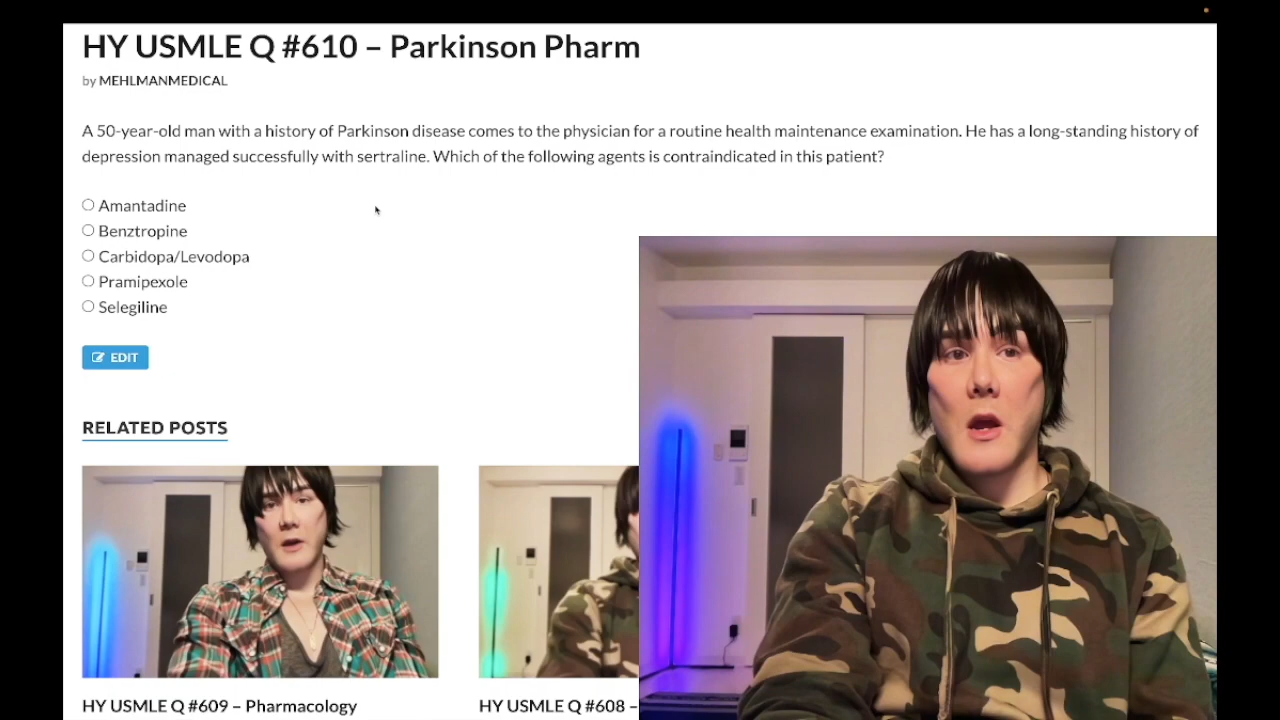 HY USMLE Q #610 – Parkinson Pharm
by MEHLMANMEDICAL
A 50-year-old man with a history of Parkinson disease comes to the physician for a routine health maintenance examination. He has a long-standing history of
depression managed successfully with sertraline. Which of the following agents is contraindicated in this patient?
Amantadine
Benztropine
Carbidopa/Levodopa
Pramipexole
Selegiline
EDIT
RELATED POSTS
HY USMLE Q #609 – Pharmacology
HY USMLE Q #608 –